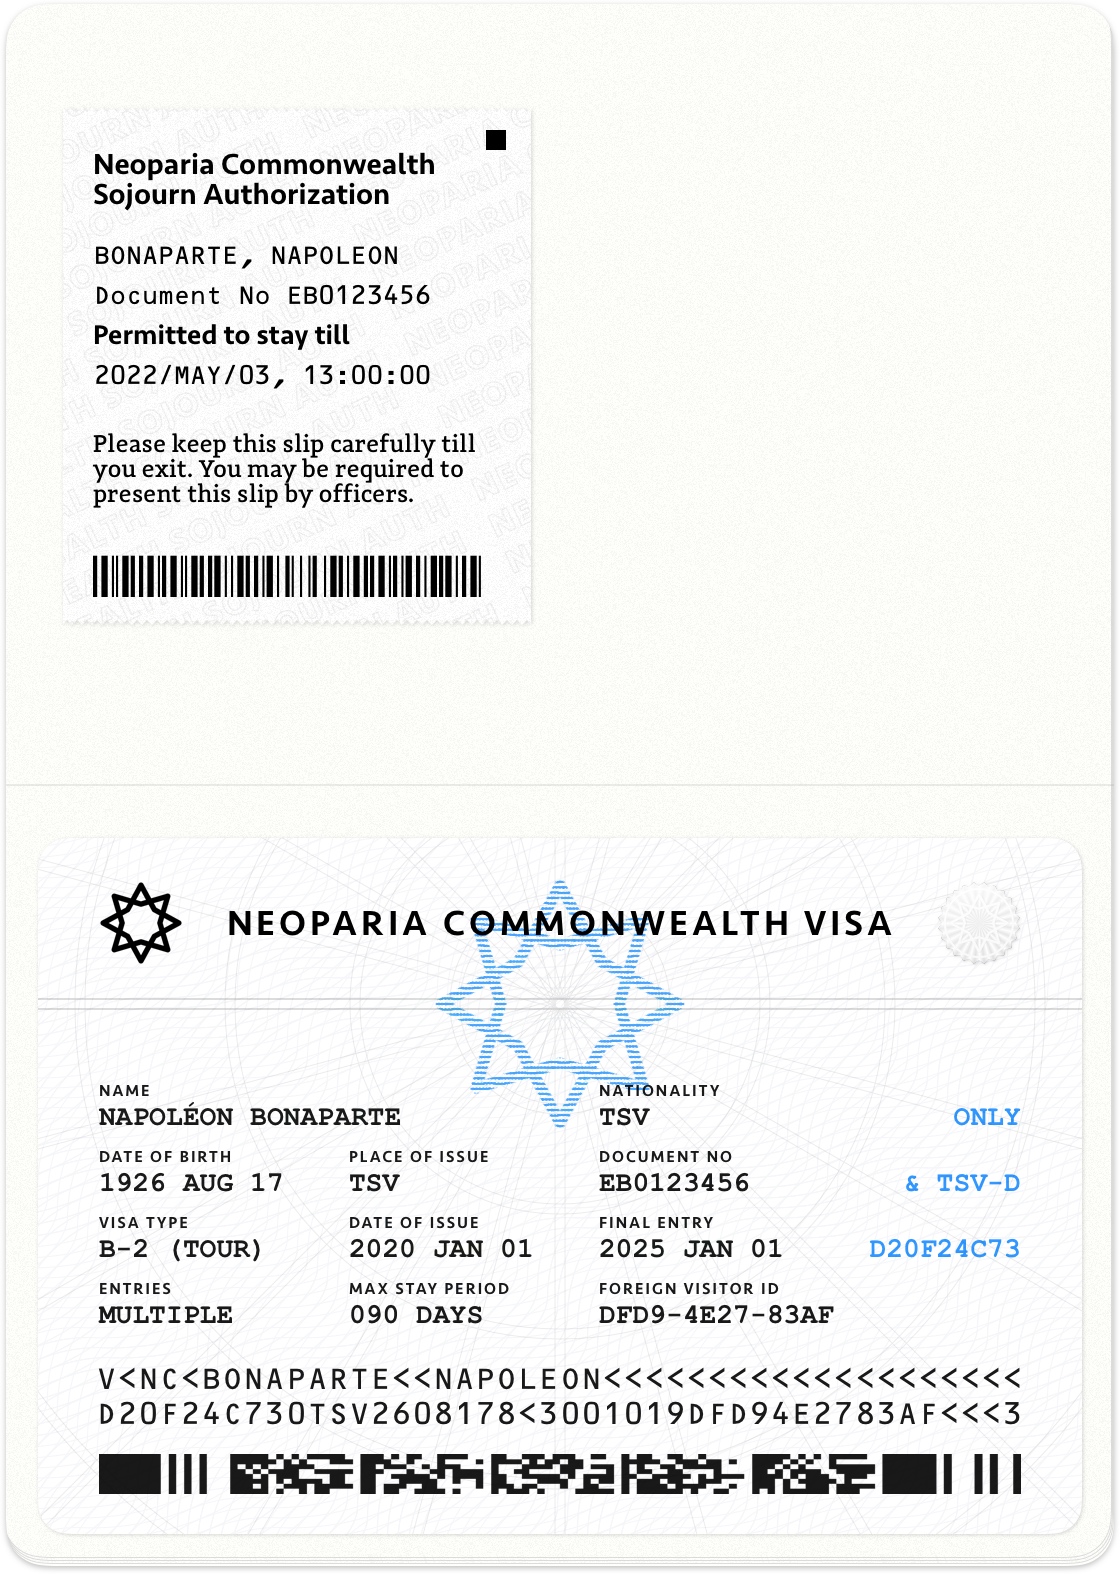 Neoparia Commonwealth
Sojourn Authorization
BONAPARTE, NAPOLEON
Document No EB0123456
Permitted to stay till
2022/MAY/03, 13:00:00
Please keep this slip carefully till
you exit. You may be required to
present this slip by officers.
NEOPARIA COMMONWEALTH VISA
NAME NATIONALITY
NAPOLÉON BONAPARTE TSV ONLY
DATE OF BIRTH PLACE OF ISSUE DOCUMENT NO
1926 AUG 17 TSV EB0123456 & TSV-D
VISA TYPE DATE OF ISSUE FINAL ENTRY
B-2 (TOUR) 2020 JAN 01 2025 JAN 01 D20F24C73
ENTRIES MAX STAY PERIOD FOREIGN VISITOR ID
MULTIPLE 090 DAYS DFD9-4E27-83AF
V<NC<BONAPARTE<<NAPOLEON<<<<<<<<<<<<<<<<<<<<
D20F24C730TSV2608178<3001019DFD94E2783AF<<<3